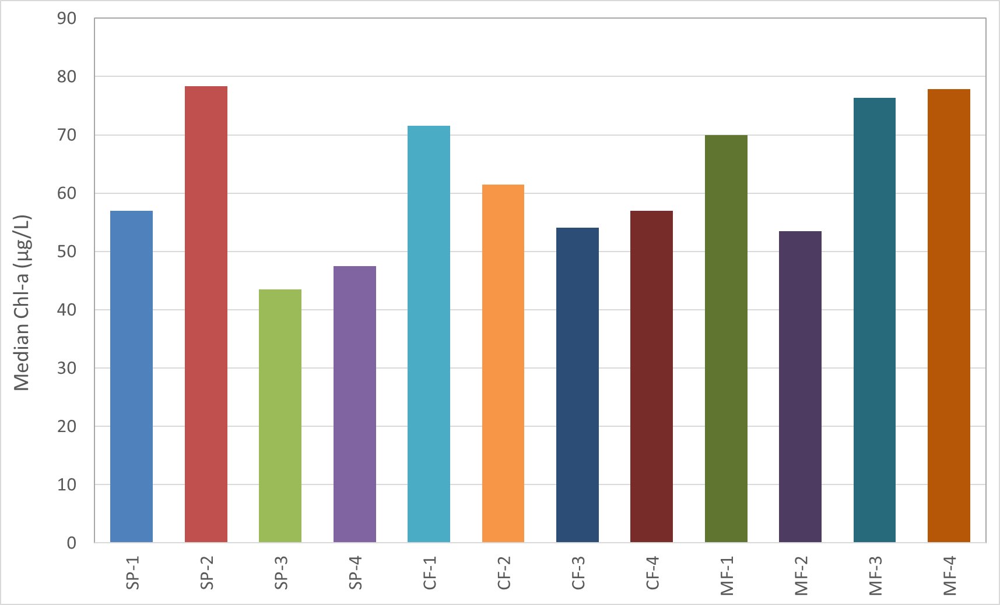 90
80
70
60
50
40
30
20
10
0
Median Chl-a (µg/L)
SP-1
SP-2
SP-3
SP-4
CF-1
CF-2
CF-3
CF-4
MF-1
MF-2
MF-3
MF-4